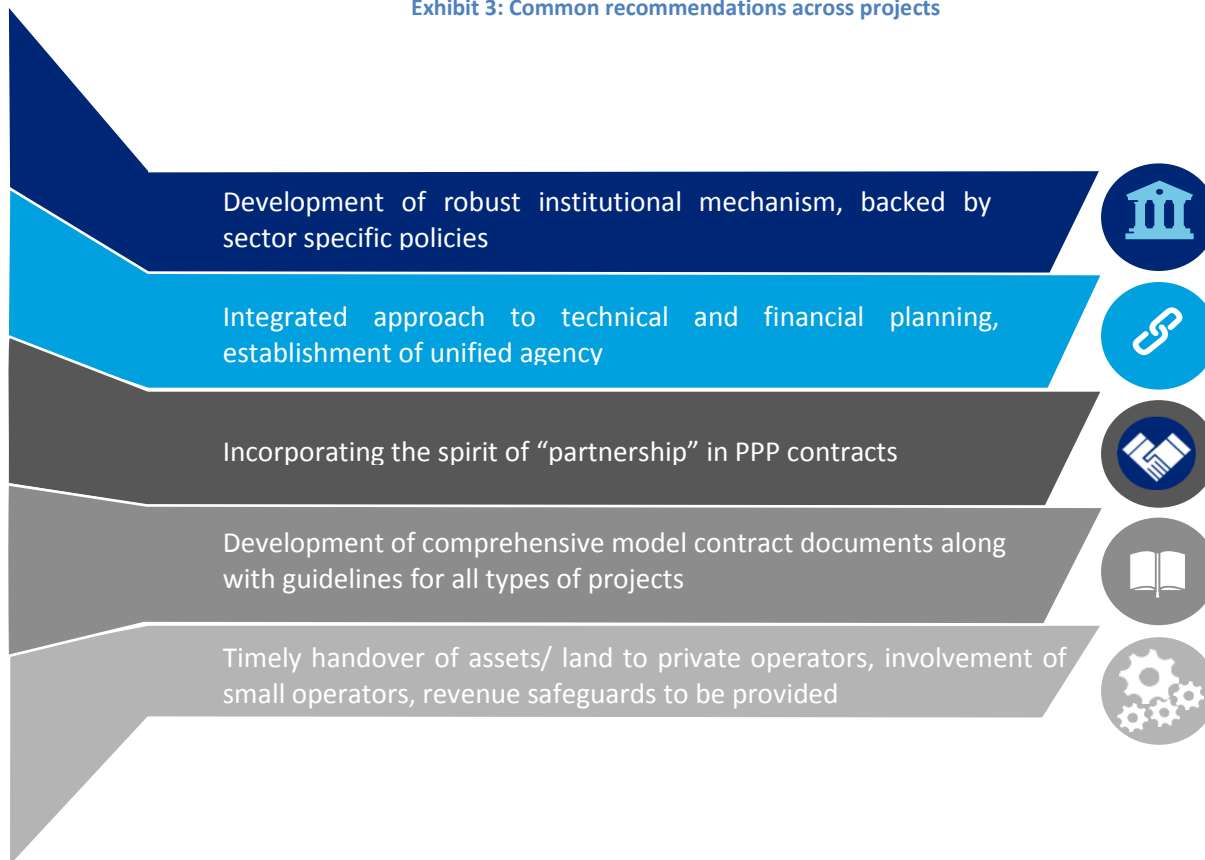 Exhibit 3: Common recommendations across projects
Development of robust institutional mechanism, backed by
sector specific policies
Integrated approach to technical and financial planning,
establishment of unified agency
Incorporating the spirit of “partnership” in PPP contracts
Development of comprehensive model contract documents along
with guidelines for all types of projects
Timely handover of assets/ land to private operators, involvement of
small operators, revenue safeguards to be provided